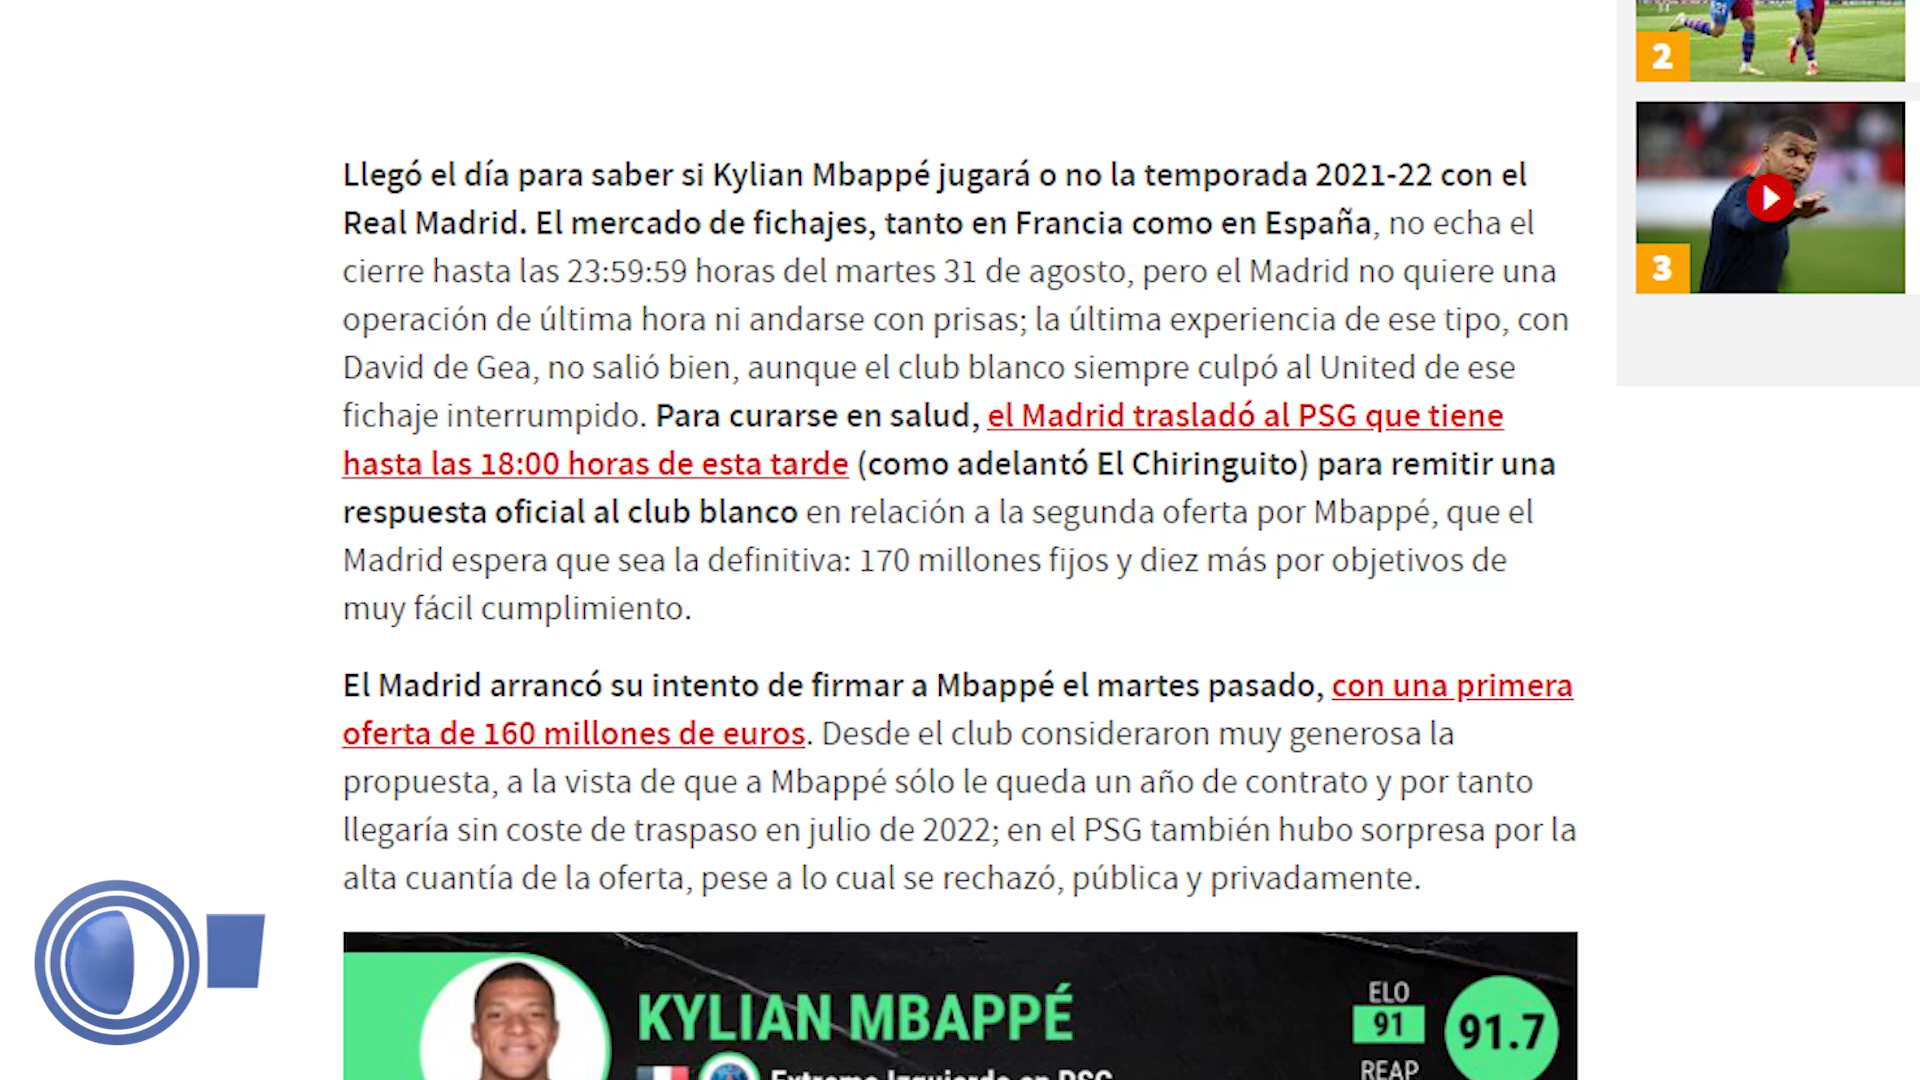 2
3
Llegó el día para saber si Kylian Mbappé jugará o no la temporada 2021-22 con el
Real Madrid. El mercado de fichajes, tanto en Francia como en España, no echa el
cierre hasta las 23:59:59 horas del martes 31 de agosto, pero el Madrid no quiere una
operación de última hora ni andarse con prisas; la última experiencia de ese tipo, con
David de Gea, no salió bien, aunque el club blanco siempre culpó al United de ese
fichaje interrumpido. Para curarse en salud, el Madrid trasladó al PSG que tiene
hasta las 18:00 horas de esta tarde (como adelantó El Chiringuito) para remitir una
respuesta oficial al club blanco en relación a la segunda oferta por Mbappé, que el
Madrid espera que sea la definitiva: 170 millones fijos y diez más por objetivos de
muy fácil cumplimiento.
El Madrid arrancó su intento de firmar a Mbappé el martes pasado, con una primera
oferta de 160 millones de euros. Desde el club consideraron muy generosa la
propuesta, a la vista de que a Mbappé sólo le queda un año de contrato y por tanto
llegaría sin coste de traspaso en julio de 2022; en el PSG también hubo sorpresa por la
alta cuantía de la oferta, pese a lo cual se rechazó, pública y privadamente.
KYLIAN MBAPPÉ
ELO
91
91.7
REAP
Extremo Izquierdo en PSG